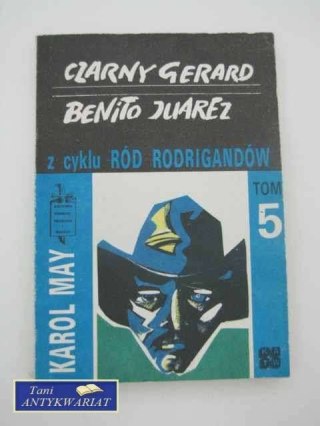 CZARNY GERARD
BENITO JUAREZ
z cyklu RÓD RODRIGANDÓW
TOM
5
KAROL MAY
Tani
ANTYKWARIAT